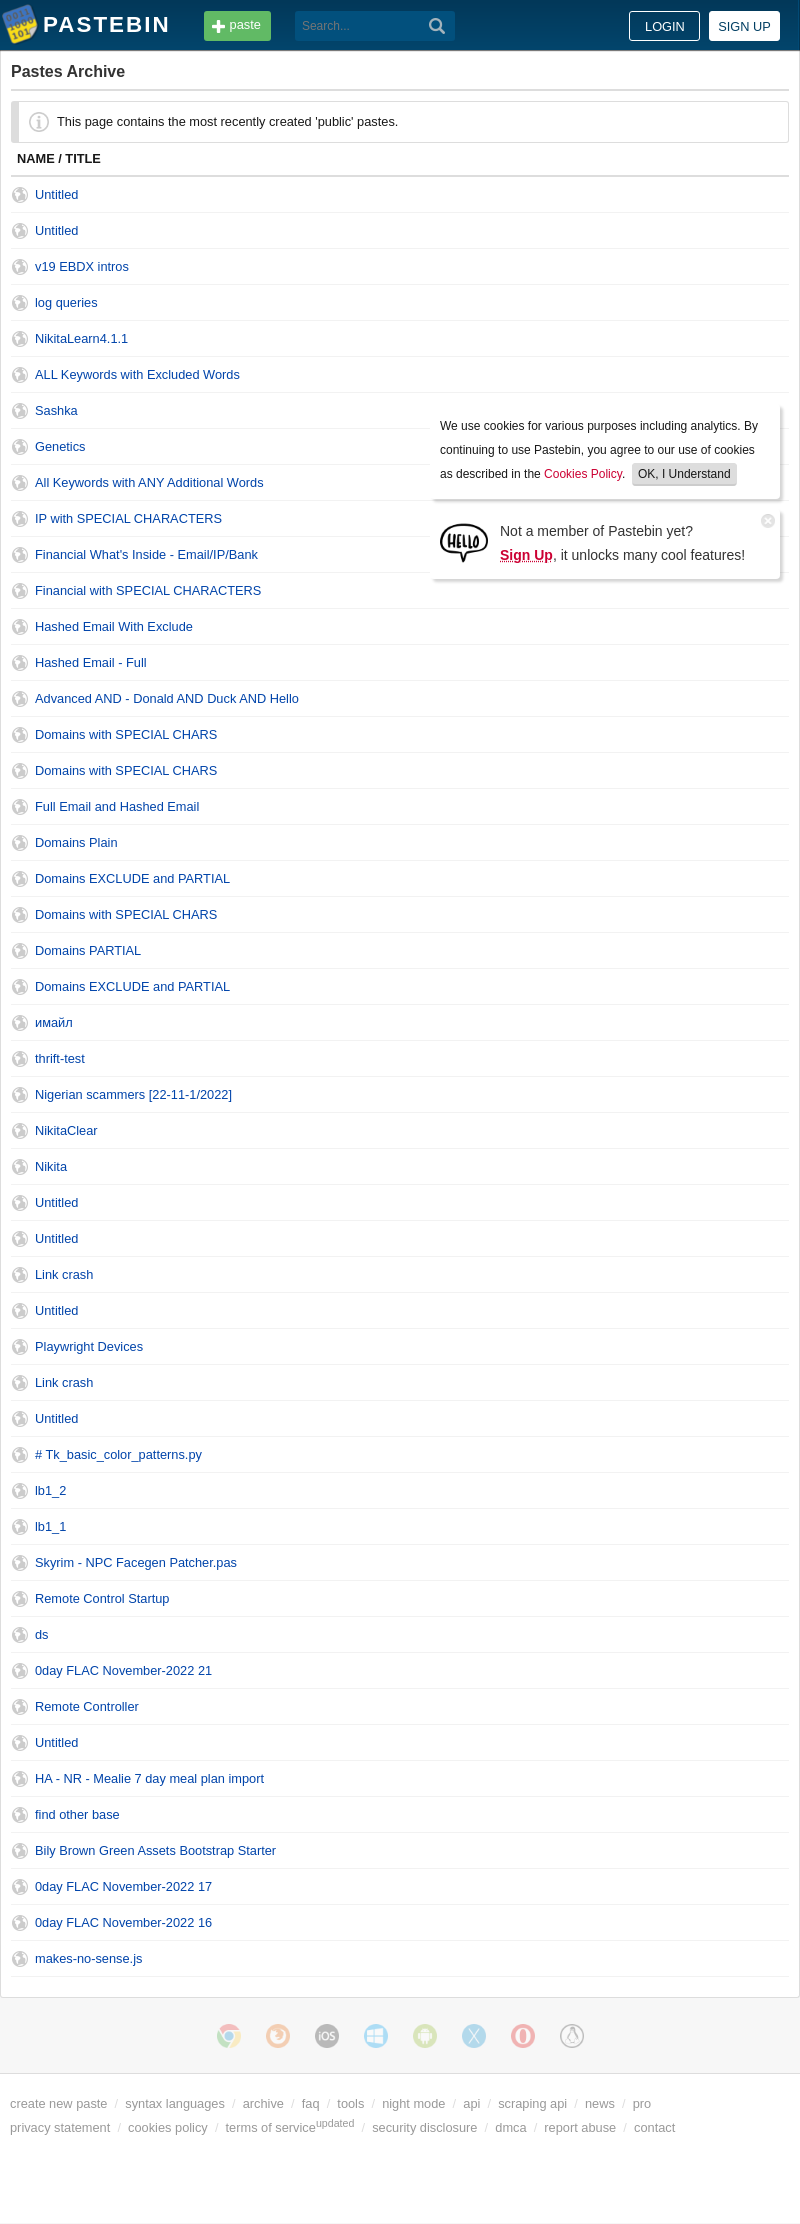 PASTEBIN
paste
Search...
LOGIN
SIGN UP
Pastes Archive
This page contains the most recently created 'public' pastes.
NAME / TITLE
Untitled
Untitled
v19 EBDX intros
log queries
NikitaLearn4.1.1
ALL Keywords with Excluded Words
Sashka
Genetics
All Keywords with ANY Additional Words
IP with SPECIAL CHARACTERS
Financial What's Inside - Email/IP/Bank
Financial with SPECIAL CHARACTERS
We use cookies for various purposes including analytics. By
continuing to use Pastebin, you agree to our use of cookies
as described in the Cookies Policy. OK, I Understand
HELLO
Not a member of Pastebin yet?
Sign Up, it unlocks many cool features!
Hashed Email With Exclude
Hashed Email - Full
Advanced AND - Donald AND Duck AND Hello
Domains with SPECIAL CHARS
Domains with SPECIAL CHARS
Full Email and Hashed Email
Domains Plain
Domains EXCLUDE and PARTIAL
Domains with SPECIAL CHARS
Domains PARTIAL
Domains EXCLUDE and PARTIAL
имайл
thrift-test
Nigerian scammers [22-11-1/2022]
NikitaClear
Nikita
Untitled
Untitled
Link crash
Untitled
Playwright Devices
Link crash
Untitled
# Tk_basic_color_patterns.py
lb1_2
lb1_1
Skyrim - NPC Facegen Patcher.pas
Remote Control Startup
ds
0day FLAC November-2022 21
Remote Controller
Untitled
HA - NR - Mealie 7 day meal plan import
find other base
Bily Brown Green Assets Bootstrap Starter
0day FLAC November-2022 17
0day FLAC November-2022 16
makes-no-sense.js
iOS
create new paste / syntax languages / archive / faq / tools / night mode / api / scraping api / news / pro
privacy statement / cookies policy / terms of service updated / security disclosure / dmca / report abuse / contact